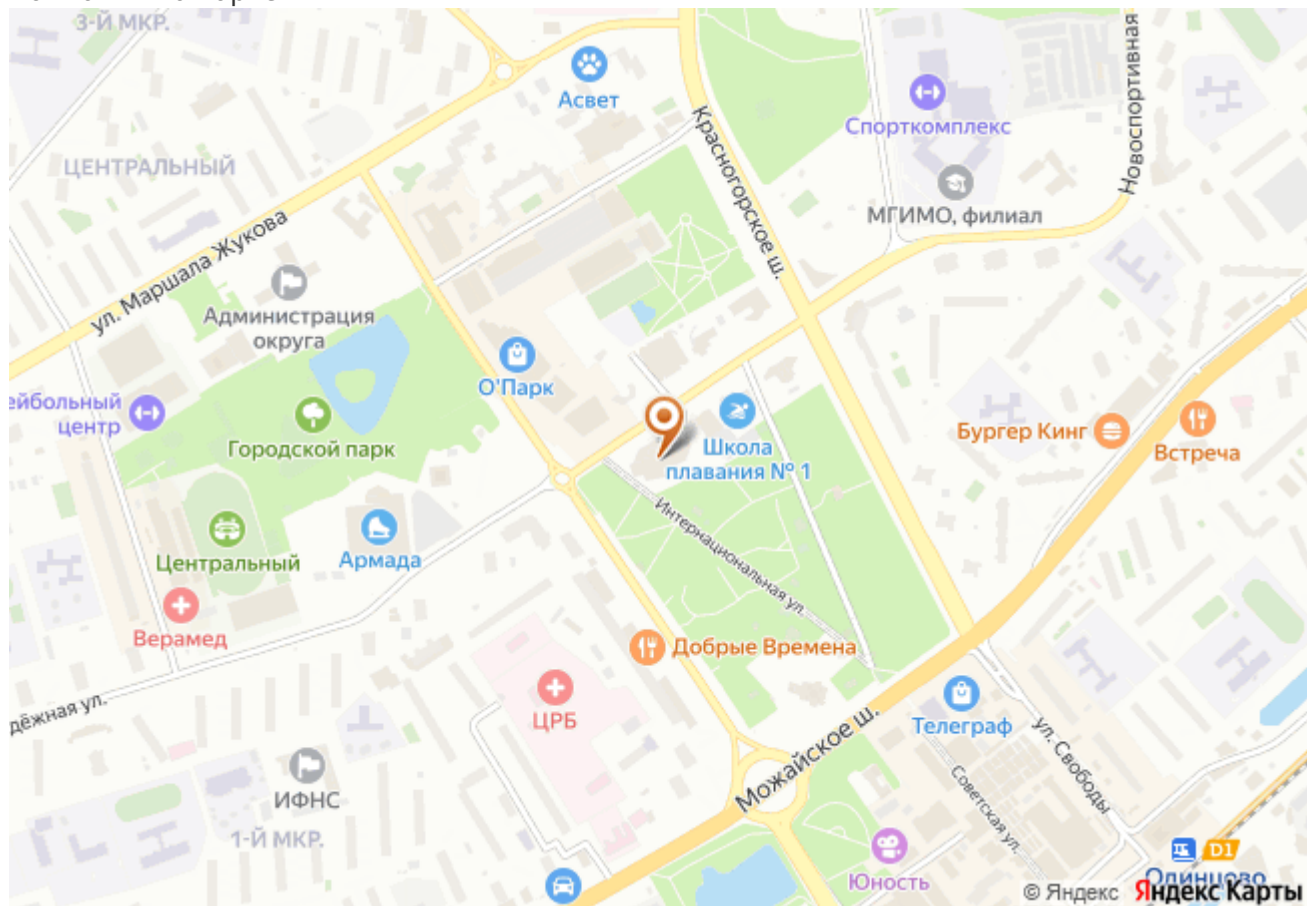 3-Й МКР.
Асвет
Новоспортивная
Спорткомплекс
Красногорское ш.
ЦЕНТРАЛЬНЫЙ
МГИМО, филиал
ул. Маршала Жукова
Администрация
округа
О'Парк
ейбольный
центр
Городской парк
Школа
плавания № 1
Бургер Кинг
Встреча
Интернациональная ул.
Центральный
Армада
Верамед
Добрые Времена
дёжная ул.
ЦРБ
Телеграф
Можайское ш.
ул. Свободы
Советская ул.
ИФНС
1-Й МКР.
Юность
D1
Одинцово
© Яндекс Яндекс Карты